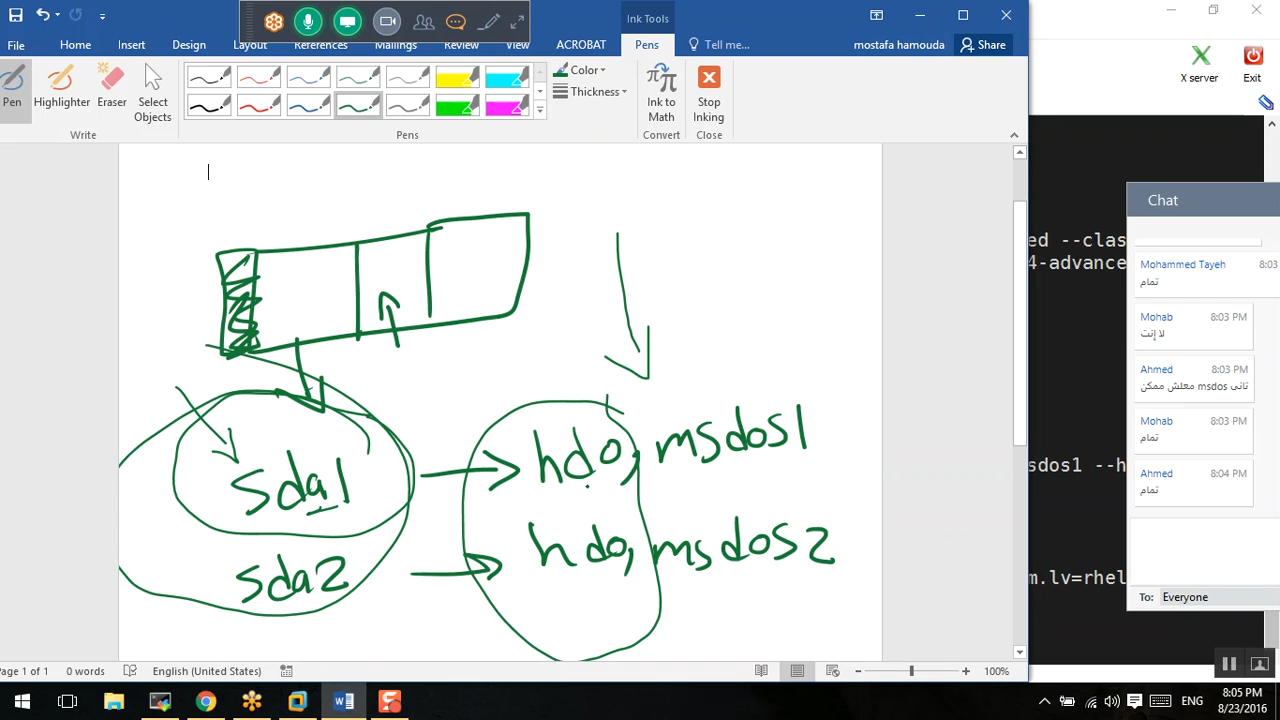 Ink Tools
File
Home
Insert
Design
Layout
References
Mailings
Review
View
ACROBAT
Pens
Tell me...
mostafa hamouda
Share
Pen
Highlighter
Eraser
Select Objects
Color
Thickness
Ink to Math
Stop Inking
Write
Pens
Convert
Close
X server
Exit
sda1
hd0, msdos1
sda2
hd0, msdos2
ed --clas
4-advance
sdos1 --h
m.lv=rhel
Chat
Mohammed Tayeh 8:03
تمام
Mohab 8:03 PM
لا إنت
Ahmed 8:03 PM
تانى msdos معلش ممكن
Mohab 8:03 PM
تمام
Ahmed 8:04 PM
تمام
To: Everyone
Page 1 of 1
0 words
English (United States)
100%
ENG
8:05 PM
8/23/2016